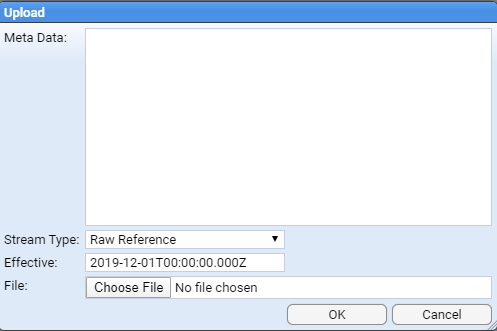 Upload
Meta Data:
Stream Type: Raw Reference
Effective: 2019-12-01T00:00:00.000Z
File: Choose File No file chosen
OK Cancel